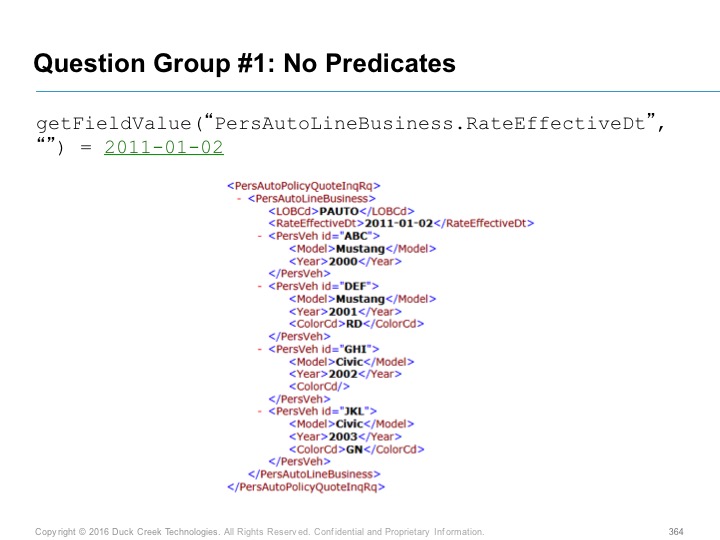 Question Group #1: No Predicates
getFieldValue(“PersAutoLineBusiness.RateEffectiveDt”,
“”) = 2011-01-02
<PersAutoPolicyQuoteInqRq>
- <PersAutoLineBusiness>
<LOBCd>PAUTO</LOBCd>
<RateEffectiveDt>2011-01-02</RateEffectiveDt>
- <PersVeh id="ABC">
<Model>Mustang</Model>
<Year>2000</Year>
</PersVeh>
- <PersVeh id="DEF">
<Model>Mustang</Model>
<Year>2001</Year>
<ColorCd>RD</ColorCd>
</PersVeh>
- <PersVeh id="GHI">
<Model>Civic</Model>
<Year>2002</Year>
<ColorCd/>
</PersVeh>
- <PersVeh id="JKL">
<Model>Civic</Model>
<Year>2003</Year>
<ColorCd>GN</ColorCd>
</PersVeh>
</PersAutoLineBusiness>
</PersAutoPolicyQuoteInqRq>
Copyright © 2016 Duck Creek Technologies. All Rights Reserved. Confidential and Proprietary Information. 364